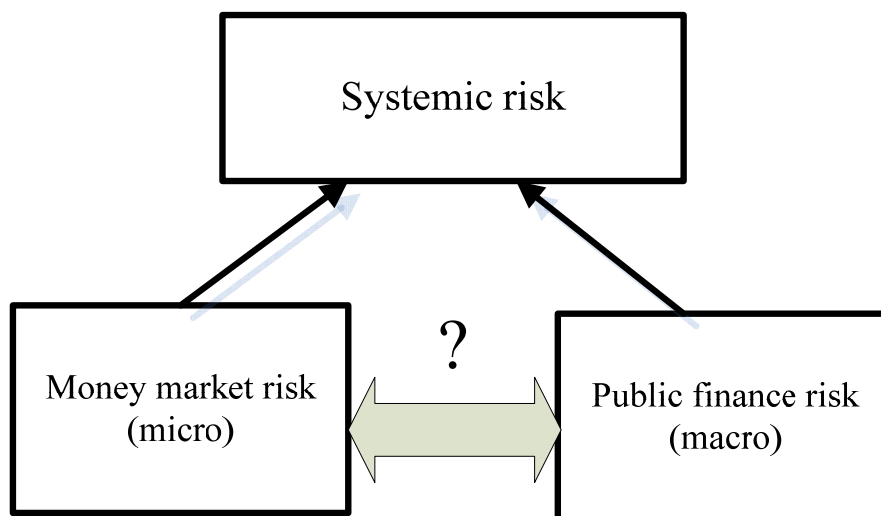 Systemic risk
?
Money market risk
(micro)
Public finance risk
(macro)